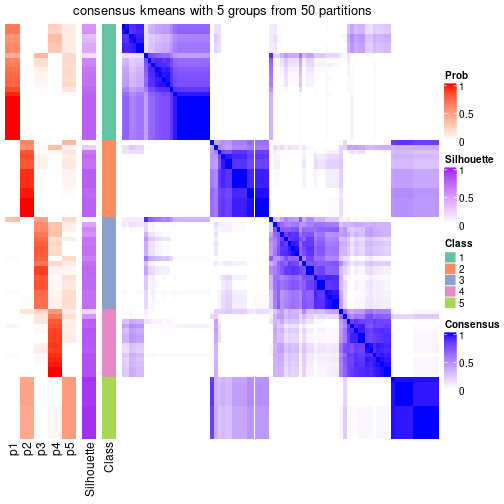 consensus kmeans with 5 groups from 50 partitions
Prob
1
0.5
0
Silhouette
1
0.5
0
Class
1
2
3
4
5
Consensus
1
0.5
0
p1
p2
p3
p4
p5
Silhouette
Class